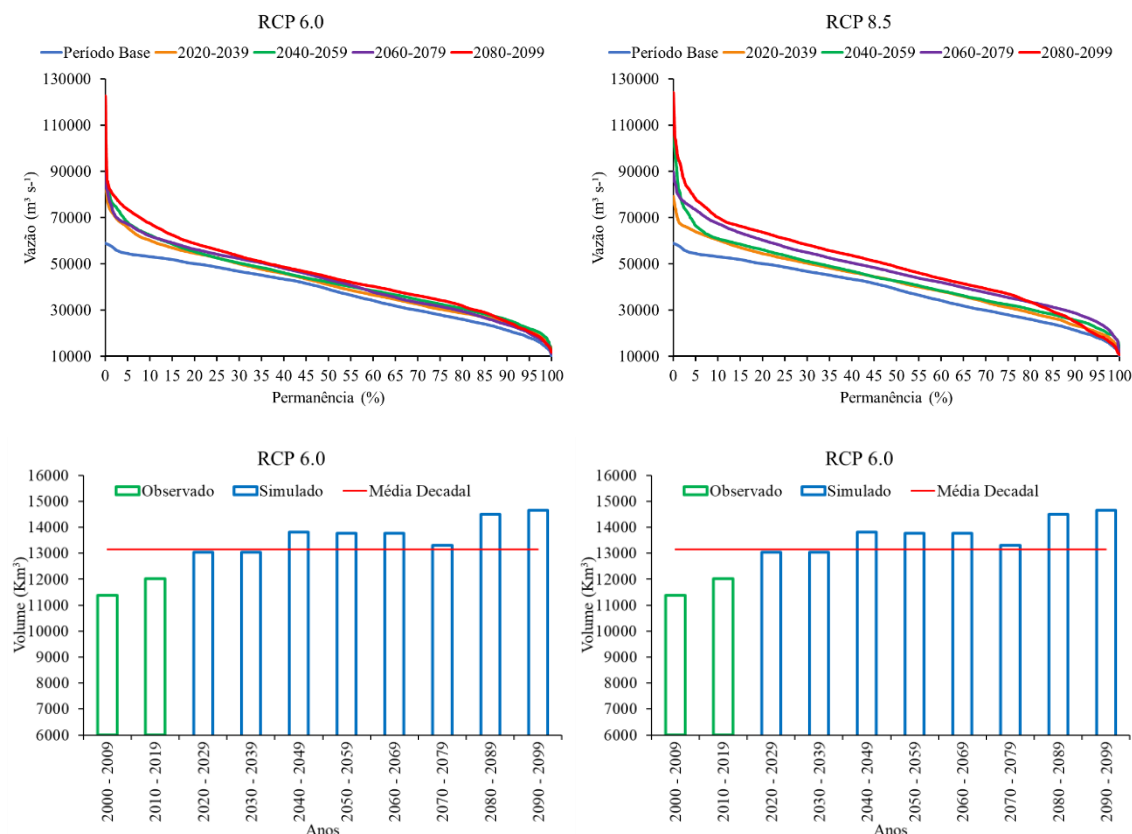 RCP 6.0
Período Base 2020-2039 2040-2059 2060-2079 2080-2099
130000
110000
90000
70000
50000
30000
10000
Vazão (m³ s-¹)
0 5 10 15 20 25 30 35 40 45 50 55 60 65 70 75 80 85 90 95 100
Permanência (%)
RCP 8.5
Período Base 2020-2039 2040-2059 2060-2079 2080-2099
130000
110000
90000
70000
50000
30000
10000
Vazão (m³ s-¹)
0 5 10 15 20 25 30 35 40 45 50 55 60 65 70 75 80 85 90 95 100
Permanência (%)
RCP 6.0
Observado Simulado Média Decadal
16000
15000
14000
13000
12000
11000
10000
9000
8000
7000
6000
Volume (Km³)
2000 - 2009
2010 - 2019
2020 - 2029
2030 - 2039
2040 - 2049
2050 - 2059
2060 - 2069
2070 - 2079
2080 - 2089
2090 - 2099
Anos
RCP 6.0
Observado Simulado Média Decadal
16000
15000
14000
13000
12000
11000
10000
9000
8000
7000
6000
Volume (Km³)
2000 - 2009
2010 - 2019
2020 - 2029
2030 - 2039
2040 - 2049
2050 - 2059
2060 - 2069
2070 - 2079
2080 - 2089
2090 - 2099
Anos